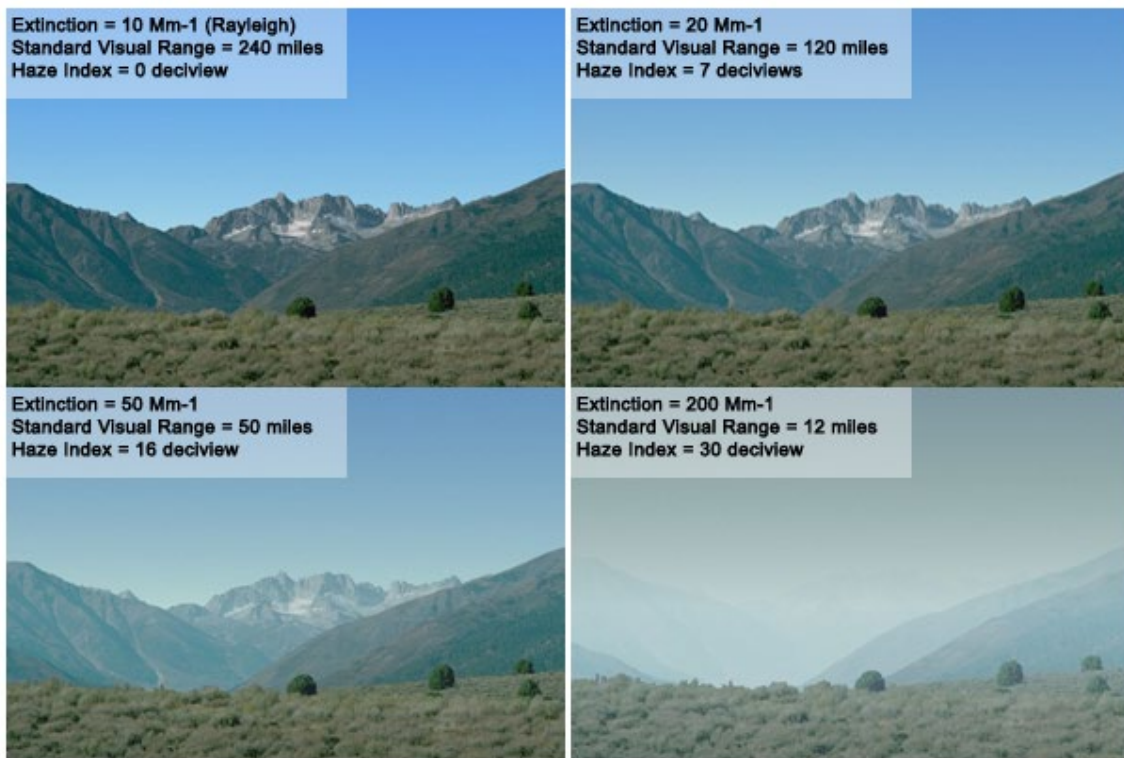 Extinction = 10 Mm-1 (Rayleigh)
Standard Visual Range = 240 miles
Haze Index = 0 deciview
Extinction = 20 Mm-1
Standard Visual Range = 120 miles
Haze Index = 7 deciviews
Extinction = 50 Mm-1
Standard Visual Range = 50 miles
Haze Index = 16 deciview
Extinction = 200 Mm-1
Standard Visual Range = 12 miles
Haze Index = 30 deciview